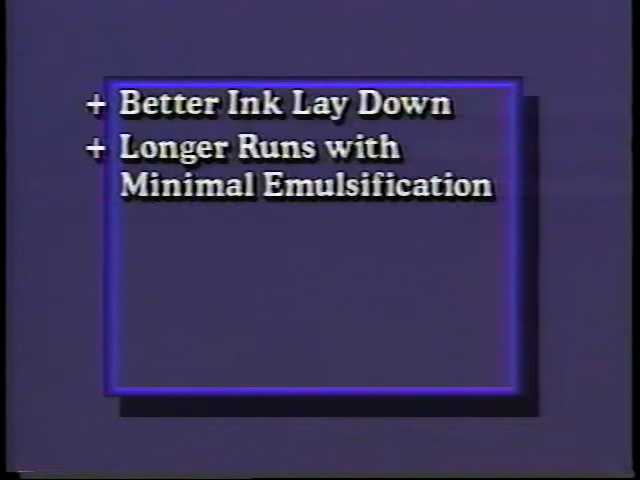 + Better Ink Lay Down
+ Longer Runs with
Minimal Emulsification